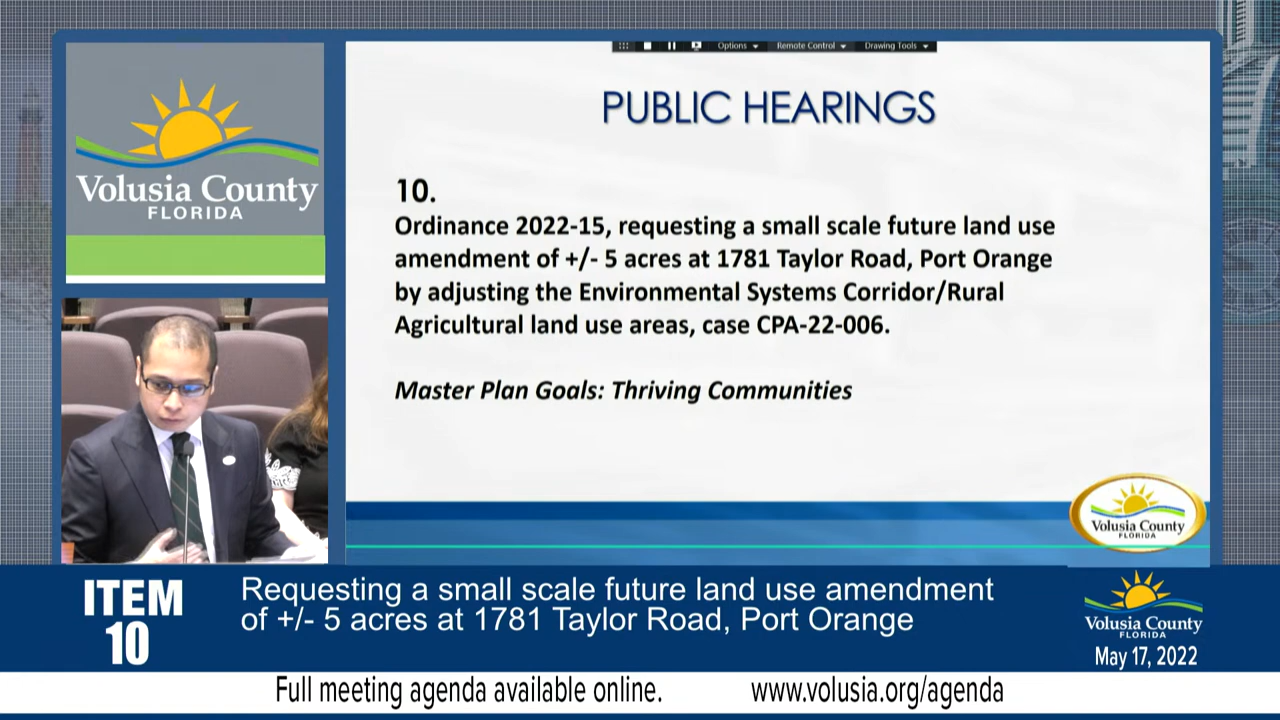 Options
Remote Control
Drawing Tools
PUBLIC HEARINGS
10.
Ordinance 2022-15, requesting a small scale future land use
amendment of +/- 5 acres at 1781 Taylor Road, Port Orange
by adjusting the Environmental Systems Corridor/Rural
Agricultural land use areas, case CPA-22-006.
Master Plan Goals: Thriving Communities
Volusia County
FLORIDA
Volusia County
FLORIDA
ITEM
10
Requesting a small scale future land use amendment
of +/- 5 acres at 1781 Taylor Road, Port Orange
Volusia County
FLORIDA
May 17, 2022
Full meeting agenda available online.
www.volusia.org/agenda